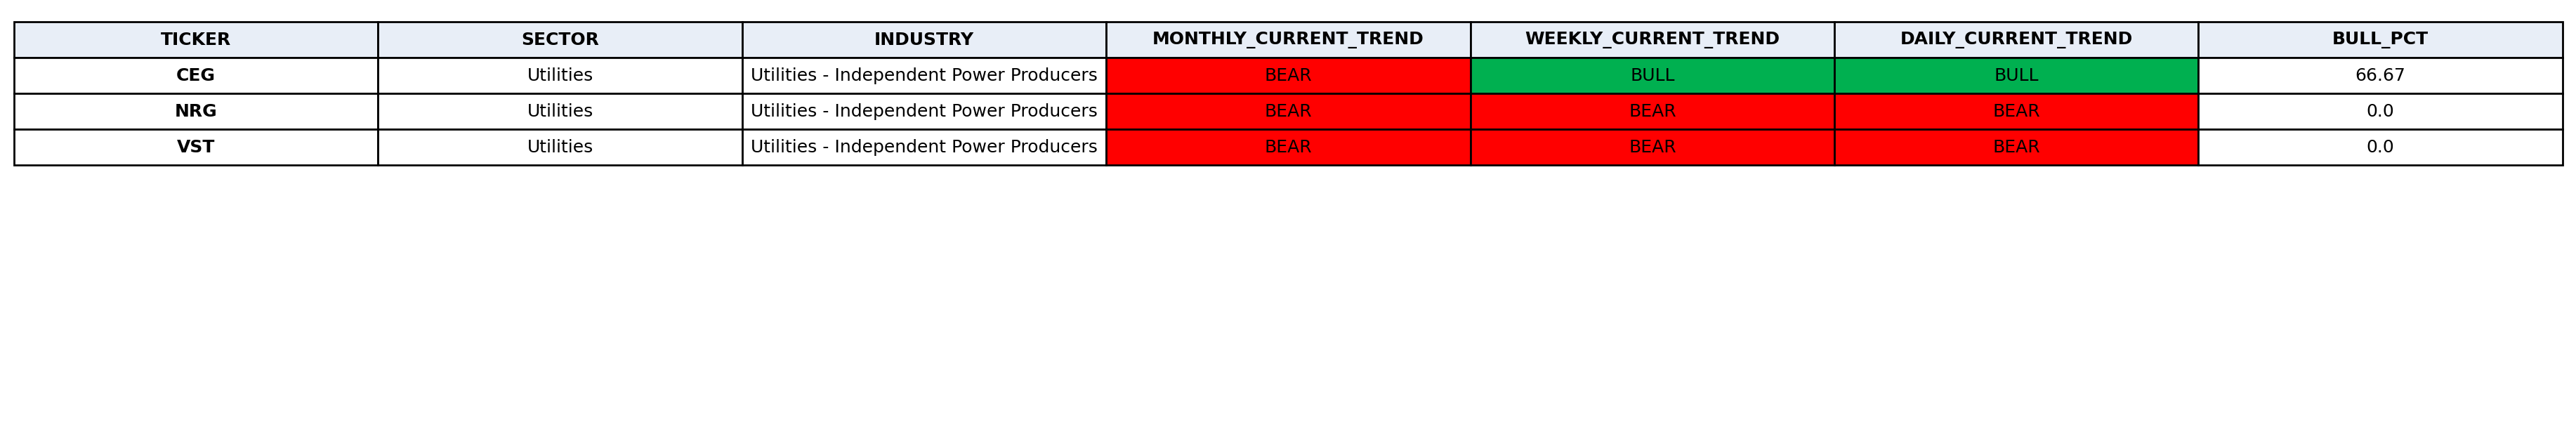 TICKER SECTOR INDUSTRY MONTHLY_CURRENT_TREND WEEKLY_CURRENT_TREND DAILY_CURRENT_TREND BULL_PCT
CEG Utilities Utilities - Independent Power Producers BEAR BULL BULL 66.67
NRG Utilities Utilities - Independent Power Producers BEAR BEAR BEAR 0.0
VST Utilities Utilities - Independent Power Producers BEAR BEAR BEAR 0.0